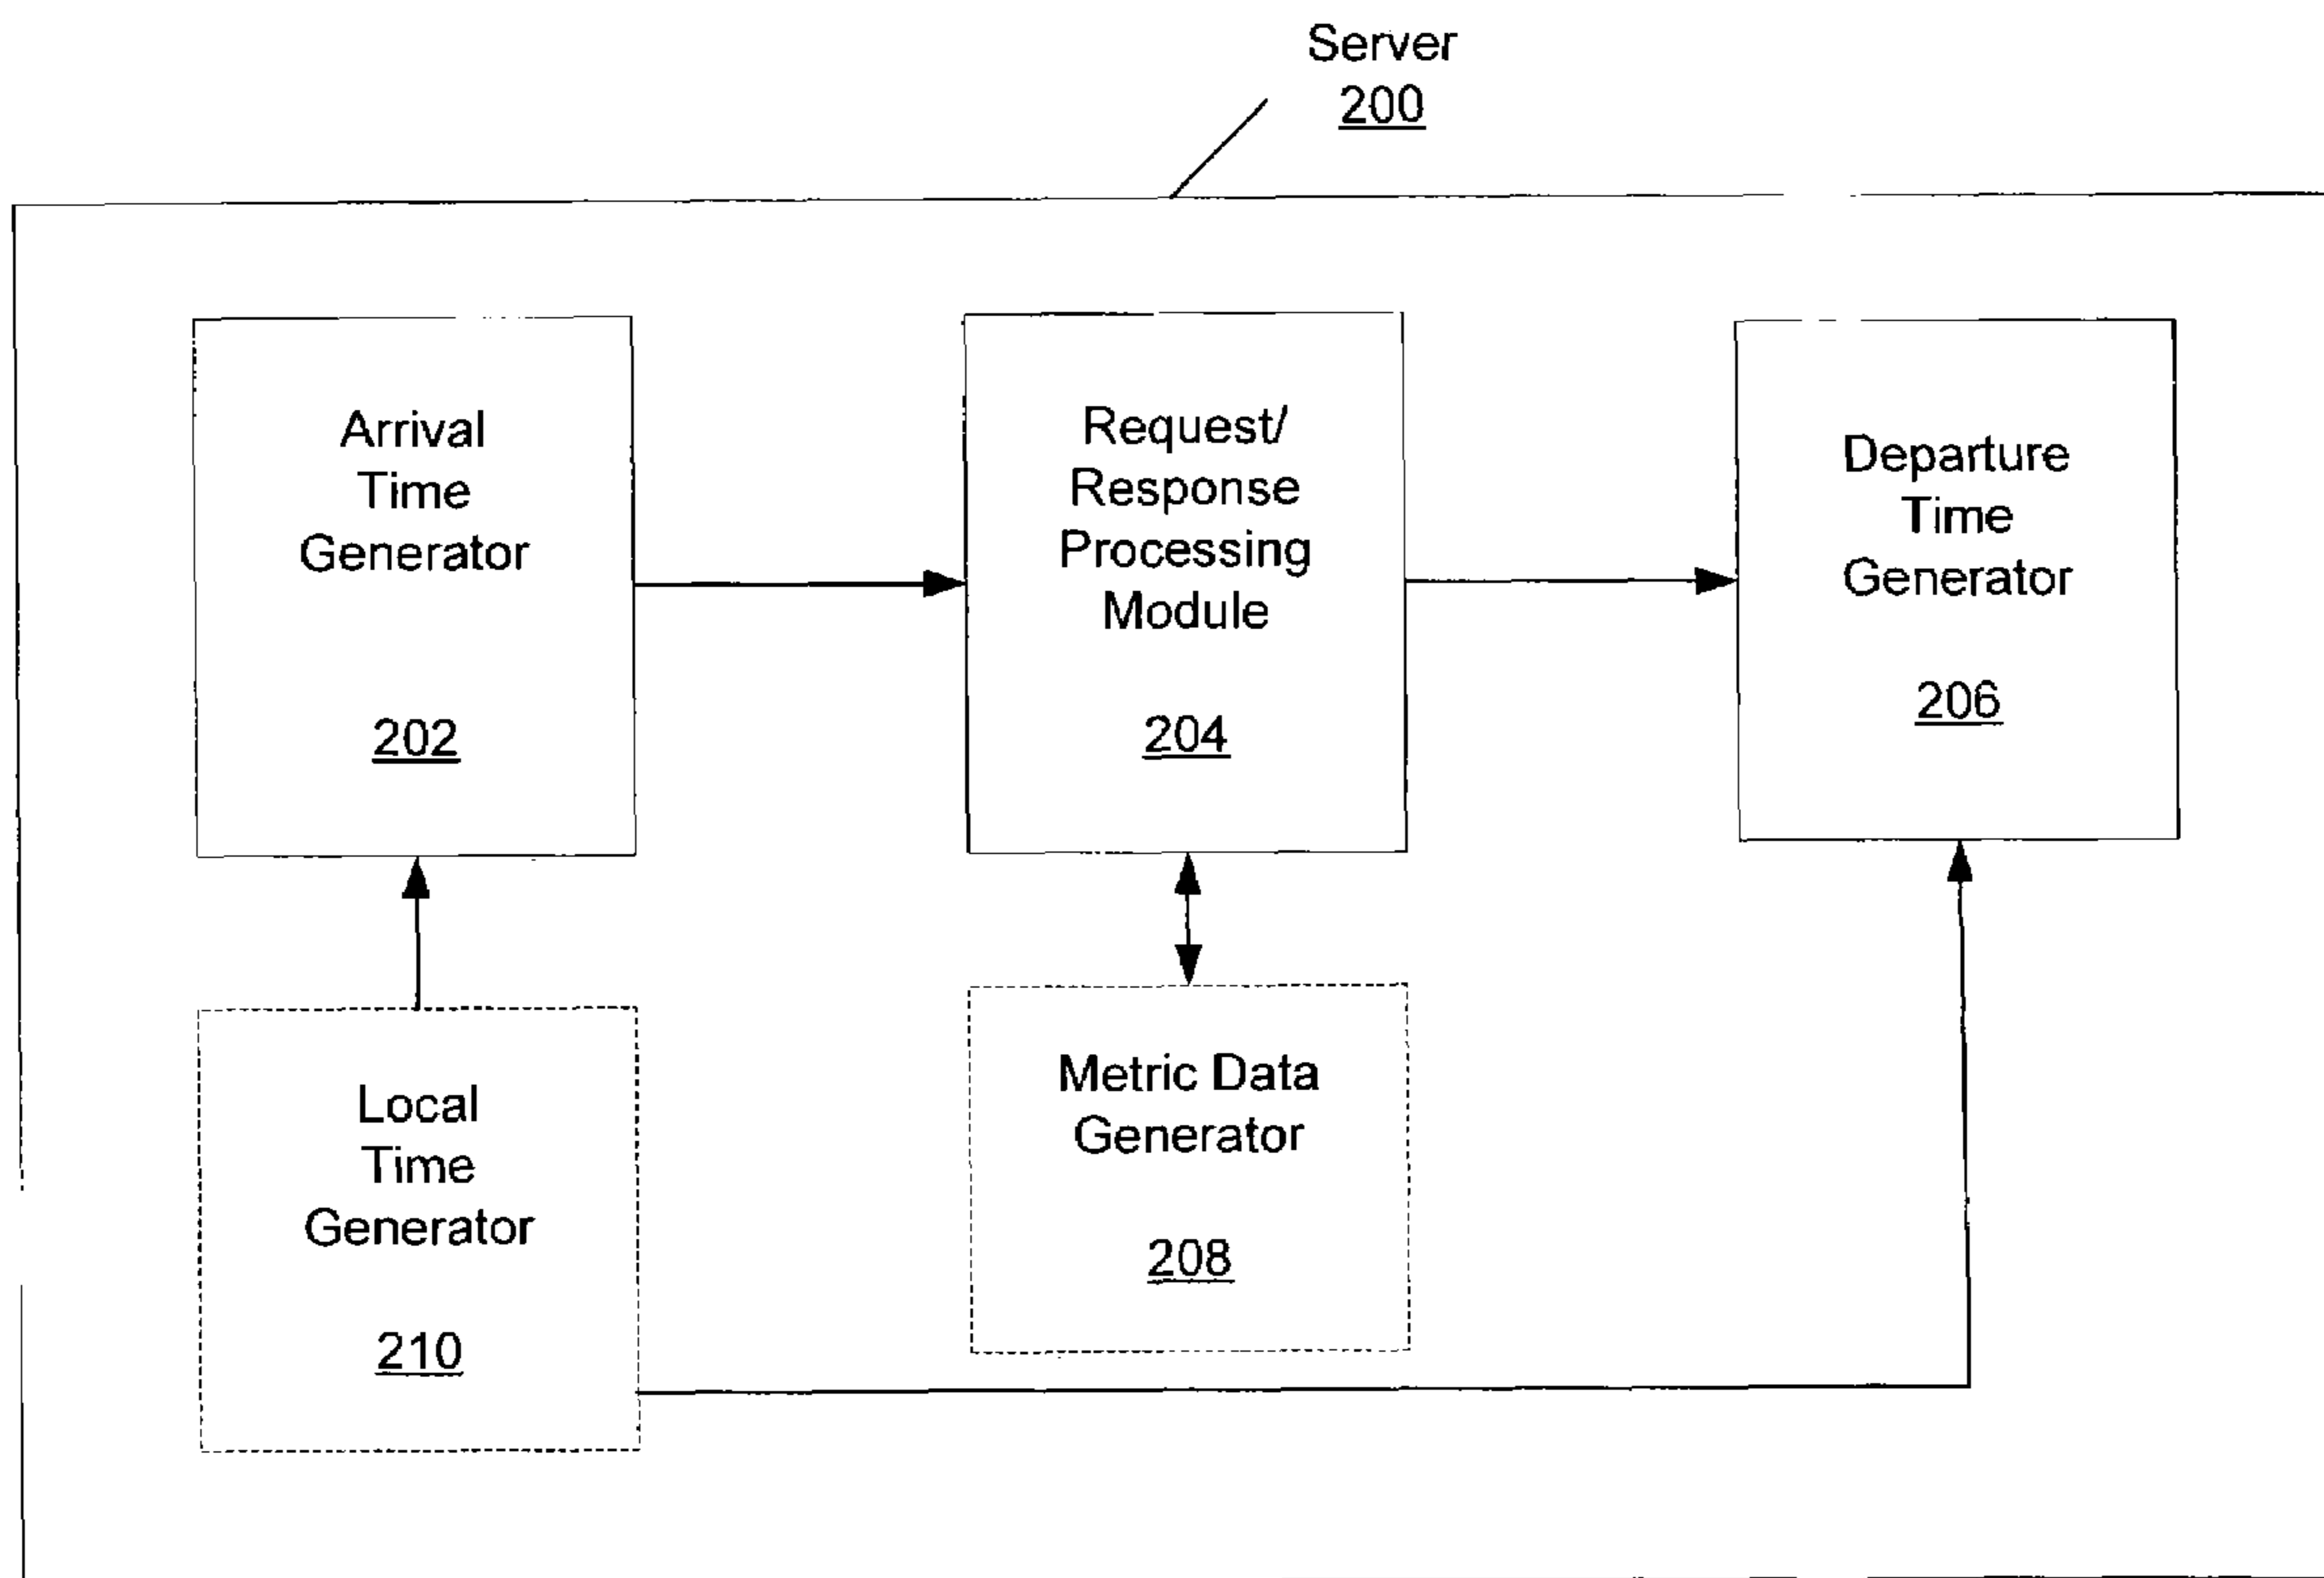 Server
200
Arrival
Time
Generator
202
Request/
Response
Processing
Module
204
Departure
Time
Generator
206
Local
Time
Generator
210
Metric Data
Generator
208